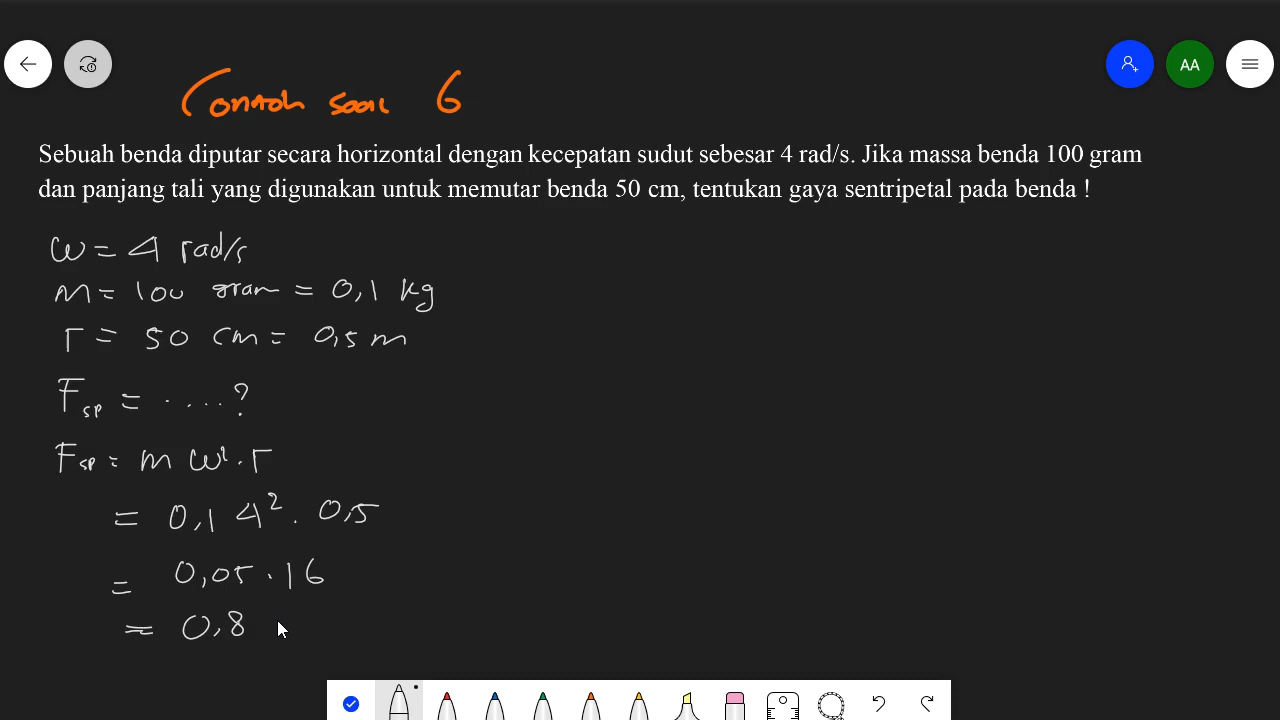 Contoh soal 6
AA
Sebuah benda diputar secara horizontal dengan kecepatan sudut sebesar 4 rad/s. Jika massa benda 100 gram
dan panjang tali yang digunakan untuk memutar benda 50 cm, tentukan gaya sentripetal pada benda !
ω = 4 rad/s
m = 100 gram = 0,1 kg
r = 50 cm = 0,5 m
Fsp = ..... ?
Fsp = m ω² . r
= 0,1 4² . 0,5
= 0,05 . 16
= 0,8